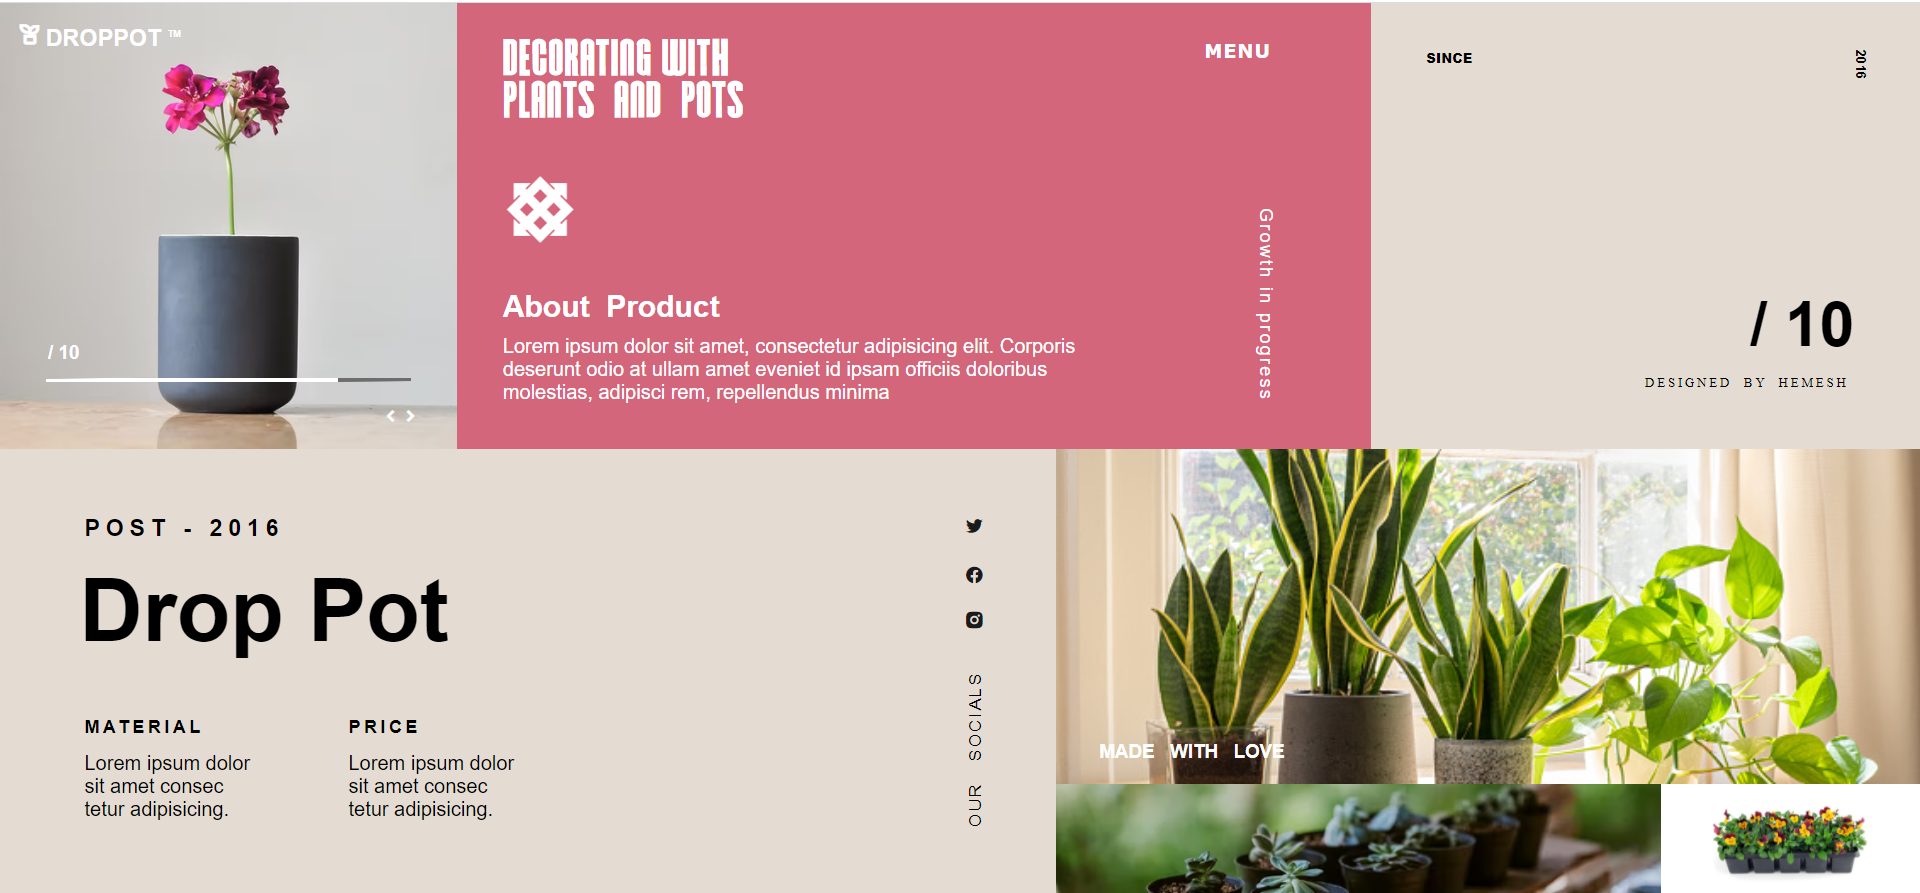 DROPPOT ™
/ 10
DECORATING WITH
PLANTS AND POTS
MENU
About Product
Lorem ipsum dolor sit amet, consectetur adipisicing elit. Corporis
deserunt odio at ullam amet eveniet id ipsam officiis doloribus
molestias, adipisci rem, repellendus minima
Growth in progress
SINCE
2016
/ 10
DESIGNED BY HEMESH
POST - 2016
Drop Pot
MATERIAL
Lorem ipsum dolor
sit amet consec
tetur adipisicing.
PRICE
Lorem ipsum dolor
sit amet consec
tetur adipisicing.
OUR SOCIALS
MADE WITH LOVE